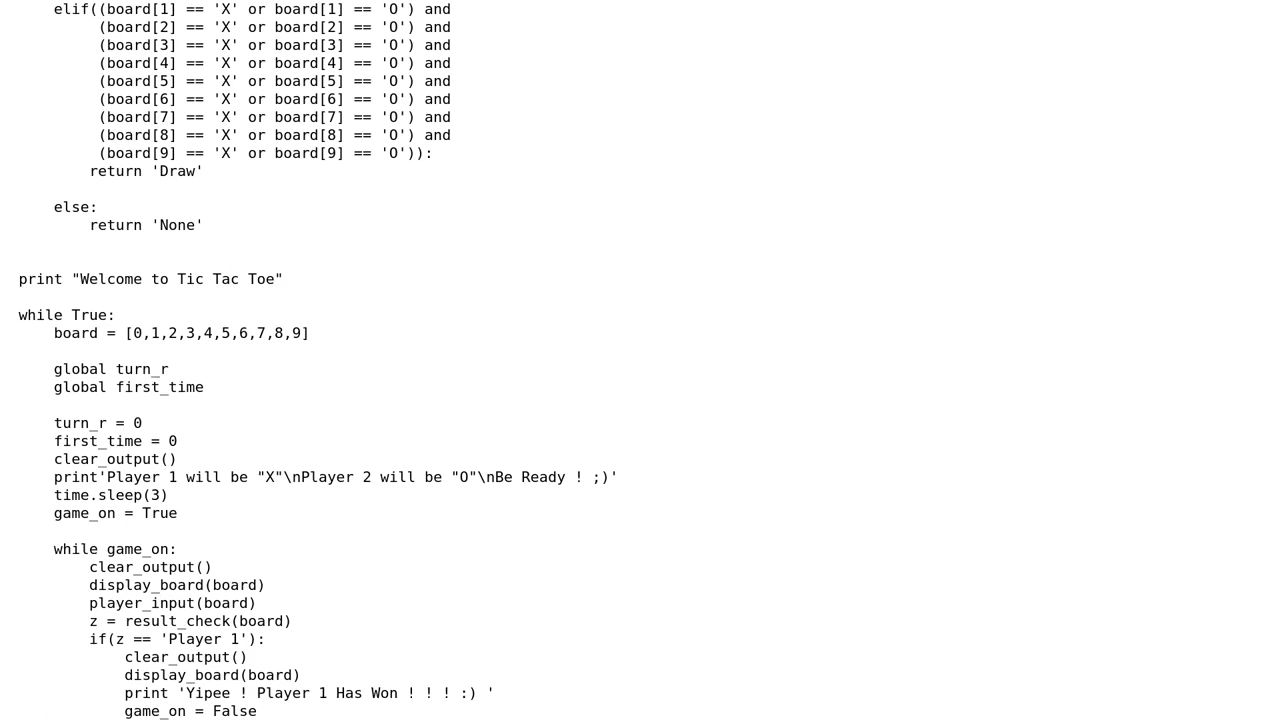 elif((board[1] == 'X' or board[1] == 'O') and
(board[2] == 'X' or board[2] == 'O') and
(board[3] == 'X' or board[3] == 'O') and
(board[4] == 'X' or board[4] == 'O') and
(board[5] == 'X' or board[5] == 'O') and
(board[6] == 'X' or board[6] == 'O') and
(board[7] == 'X' or board[7] == 'O') and
(board[8] == 'X' or board[8] == 'O') and
(board[9] == 'X' or board[9] == 'O')):
return 'Draw'
else:
return 'None'
print "Welcome to Tic Tac Toe"
while True:
board = [0,1,2,3,4,5,6,7,8,9]
global turn_r
global first_time
turn_r = 0
first_time = 0
clear_output()
print'Player 1 will be "X"\nPlayer 2 will be "O"\nBe Ready ! ;)'
time.sleep(3)
game_on = True
while game_on:
clear_output()
display_board(board)
player_input(board)
z = result_check(board)
if(z == 'Player 1'):
clear_output()
display_board(board)
print 'Yipee ! Player 1 Has Won ! ! ! :) '
game_on = False